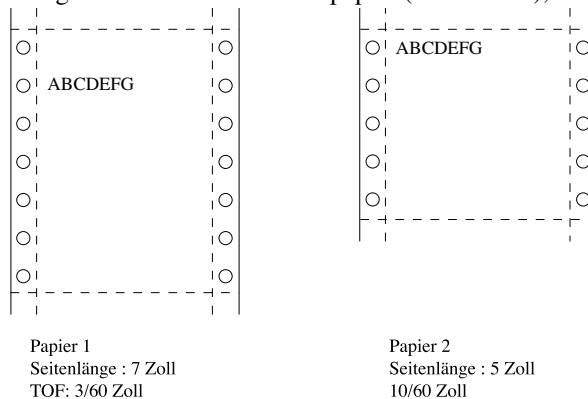 ABCDEFG
ABCDEFG
Papier 1
Seitenlänge : 7 Zoll
TOF: 3/60 Zoll
Papier 2
Seitenlänge : 5 Zoll
10/60 Zoll